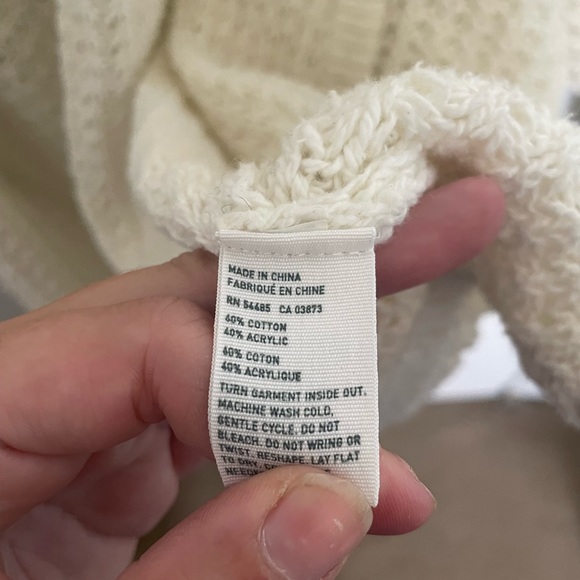 MADE IN CHINA
FABRIQUÉ EN CHINE
RN 54485 CA 03873
60% COTTON
40% ACRYLIC
60% COTON
40% ACRYLIQUE
TURN GARMENT INSIDE OUT.
MACHINE WASH COLD,
GENTLE CYCLE. DO NOT
BLEACH. DO NOT WRING OR
TWIST. RESHAPE, LAY FLAT
TO DRY.